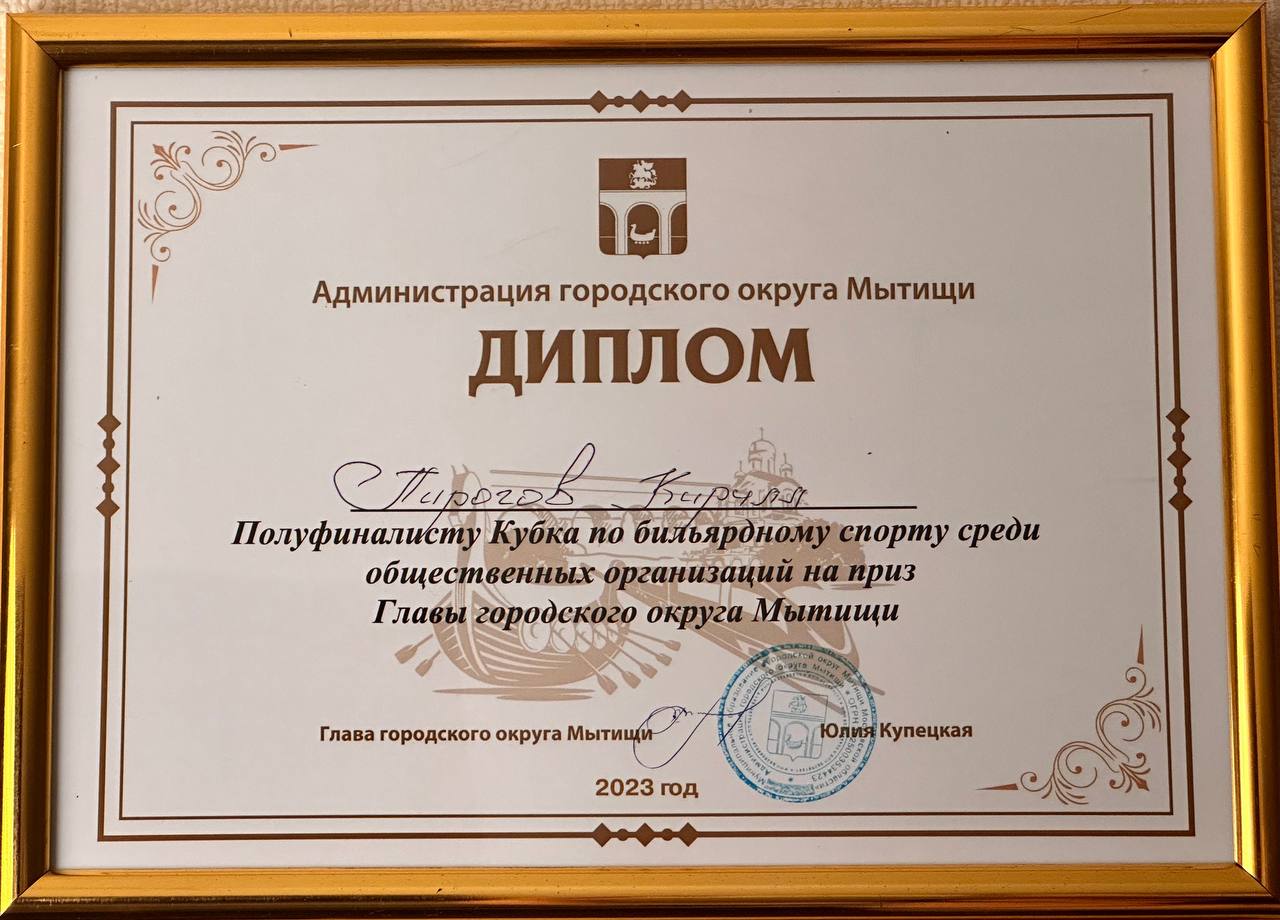 Администрация городского округа Мытищи
ДИПЛОМ
Пирогов Кирилл
Полуфиналисту Кубка по бильярдному спорту среди
общественных организаций на приз
Главы городского округа Мытищи
Глава городского округа Мытищи
Юлия Купецкая
2023 год